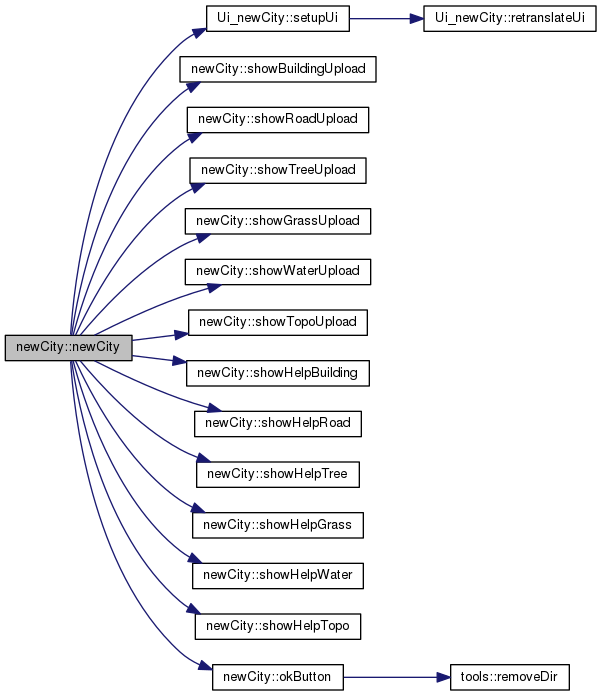 Ui_newCity::setupUi
Ui_newCity::retranslateUi
newCity::showBuildingUpload
newCity::showRoadUpload
newCity::showTreeUpload
newCity::showGrassUpload
newCity::showWaterUpload
newCity::showTopoUpload
newCity::newCity
newCity::showHelpBuilding
newCity::showHelpRoad
newCity::showHelpTree
newCity::showHelpGrass
newCity::showHelpWater
newCity::showHelpTopo
newCity::okButton
tools::removeDir